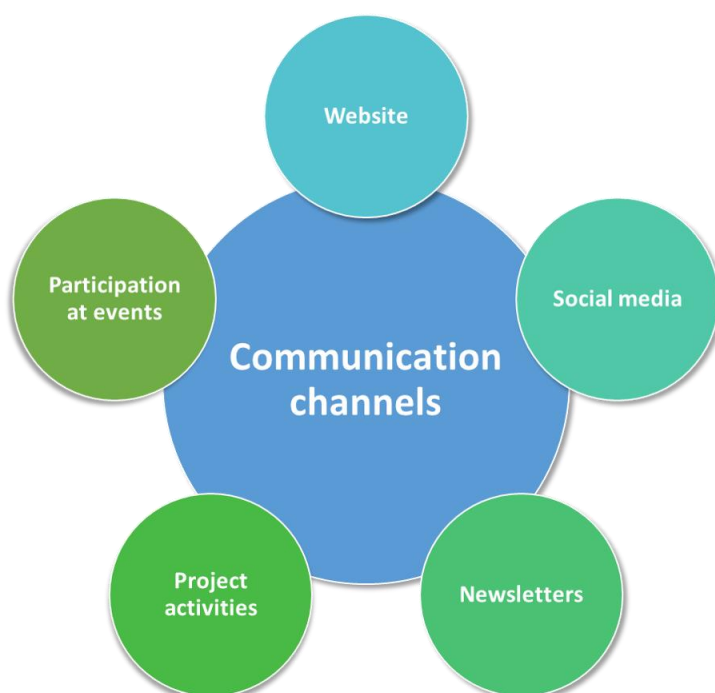 Website
Participation
at events
Social media
Communication
channels
Project
activities
Newsletters